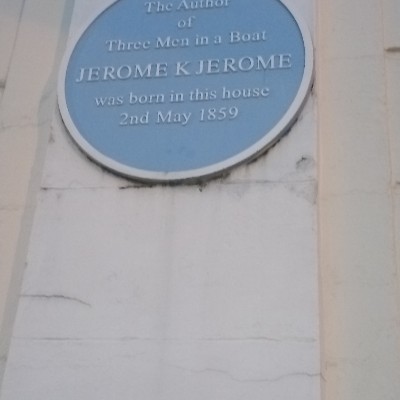 The Author
of
Three Men in a Boat
JEROME K JEROME
was born in this house
2nd May 1859